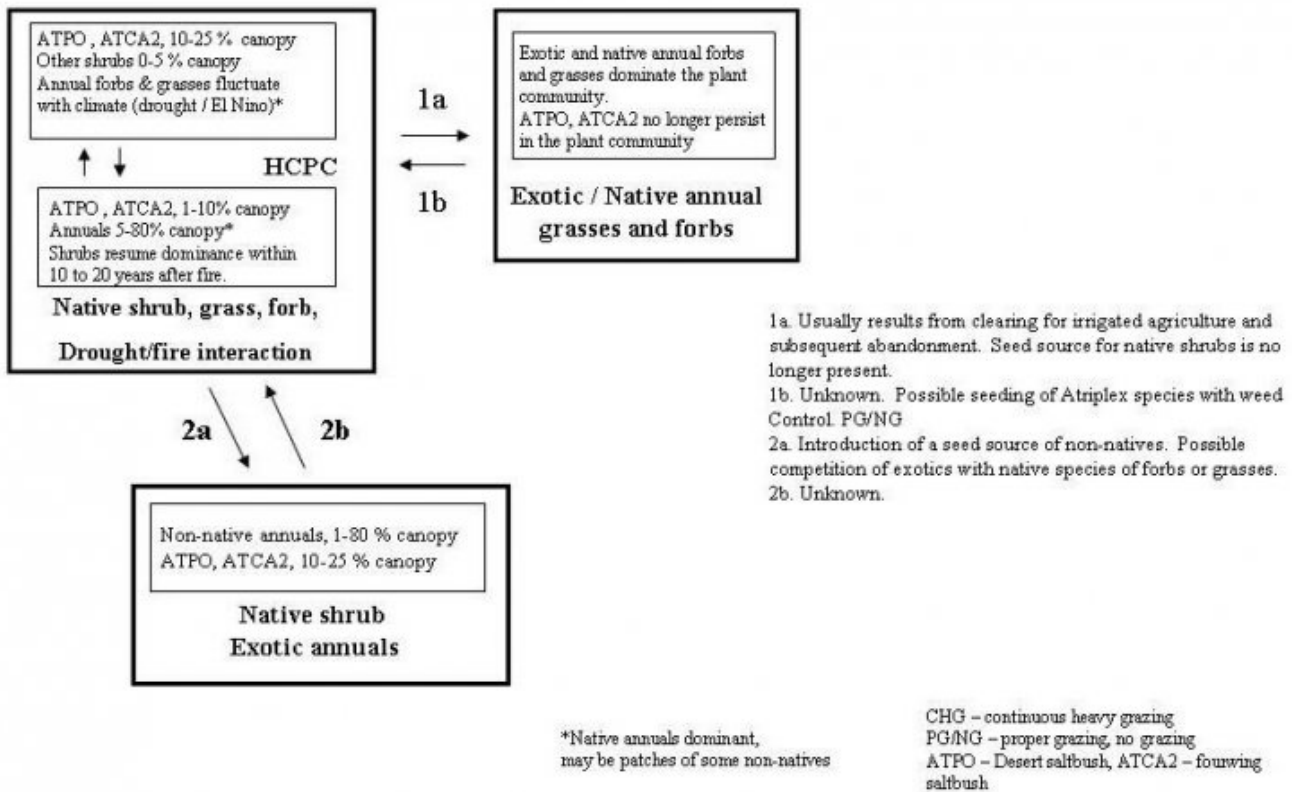 ATPO , ATCA2, 10-25 % canopy
Other shrubs 0-5 % canopy
Annual forbs & grasses fluctuate
with climate (drought / El Nino)*
HCPC
ATPO , ATCA2, 1-10% canopy
Annuals 5-80% canopy*
Shrubs resume dominance within
10 to 20 years after fire.
Native shrub, grass, forb,
Drought/fire interaction
1a
1b
Exotic and native annual forbs
and grasses dominate the plant
community.
ATPO, ATCA2 no longer persist
in the plant community
Exotic / Native annual
grasses and forbs
2a
2b
Non-native annuals, 1-80 % canopy
ATPO, ATCA2, 10-25 % canopy
Native shrub
Exotic annuals
1a. Usually results from clearing for irrigated agriculture and
subsequent abandonment. Seed source for native shrubs is no
longer present.
1b. Unknown. Possible seeding of Atriplex species with weed
Control. PG/NG
2a. Introduction of a seed source of non-natives. Possible
competition of exotics with native species of forbs or grasses.
2b. Unknown.
*Native annuals dominant,
may be patches of some non-natives
CHG – continuous heavy grazing
PG/NG – proper grazing, no grazing
ATPO – Desert saltbush, ATCA2 – fourwing
saltbush